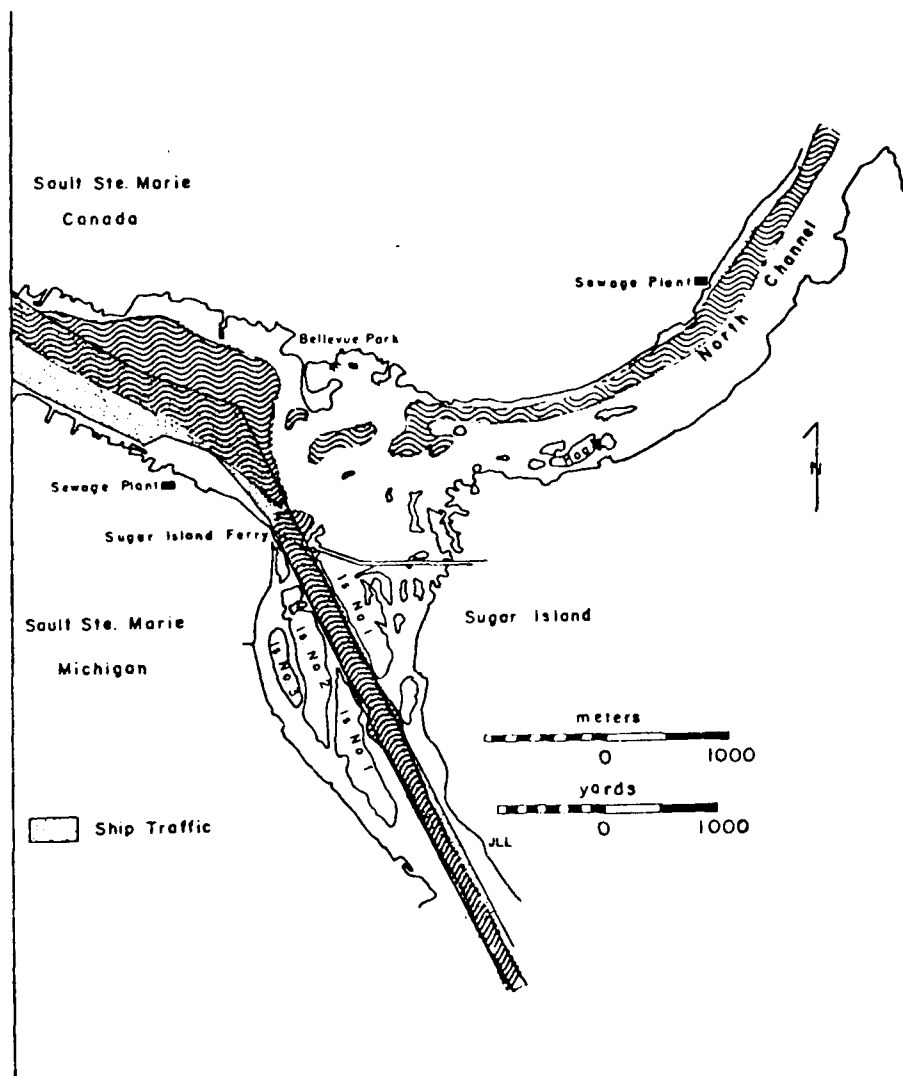 Sault Ste. Marie
Canada
Sewage Plant
North Channel
Bellevue Park
Hog
N
Sewage Plant
Sugar Island Ferry
Is No 1
Sault Ste. Marie
Michigan
Sugar Island
Is No 2
Is No 3
Is No 1
meters
0 1000
yards
0 1000
JLL
Ship Traffic